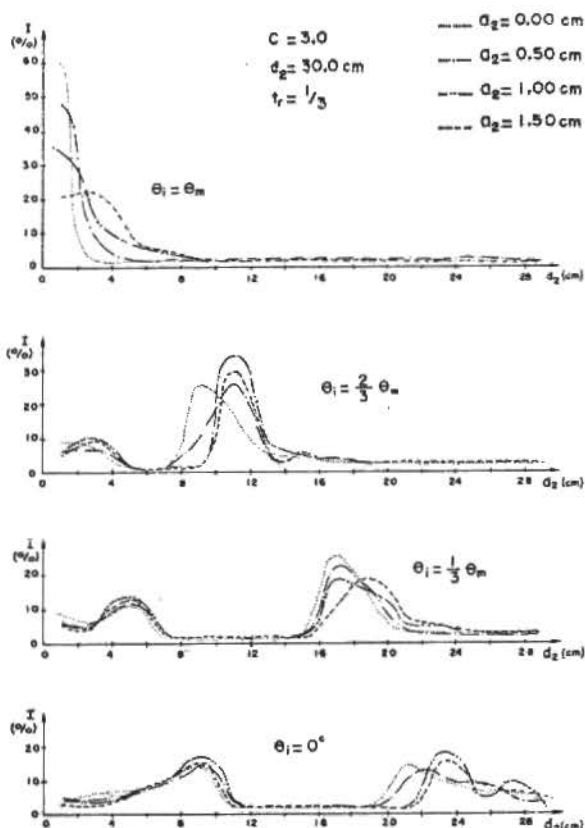 I
(%)
C = 3.0
d₂ = 30.0 cm
tᵣ = 1/3
a₂ = 0.00 cm
a₂ = 0.50 cm
a₂ = 1.00 cm
a₂ = 1.50 cm
60
50
40
30
20
10
0
θᵢ = θₘ
0 4 8 12 16 20 24 28 d₂ (cm)
I
(%)
30
20
10
0
θᵢ = 2/3 θₘ
0 4 8 12 16 20 24 28 d₂ (cm)
I
(%)
20
10
0
θᵢ = 1/3 θₘ
0 4 8 12 16 20 24 28 d₂ (cm)
I
(%)
20
10
0
θᵢ = 0°
0 4 8 12 16 20 24 28